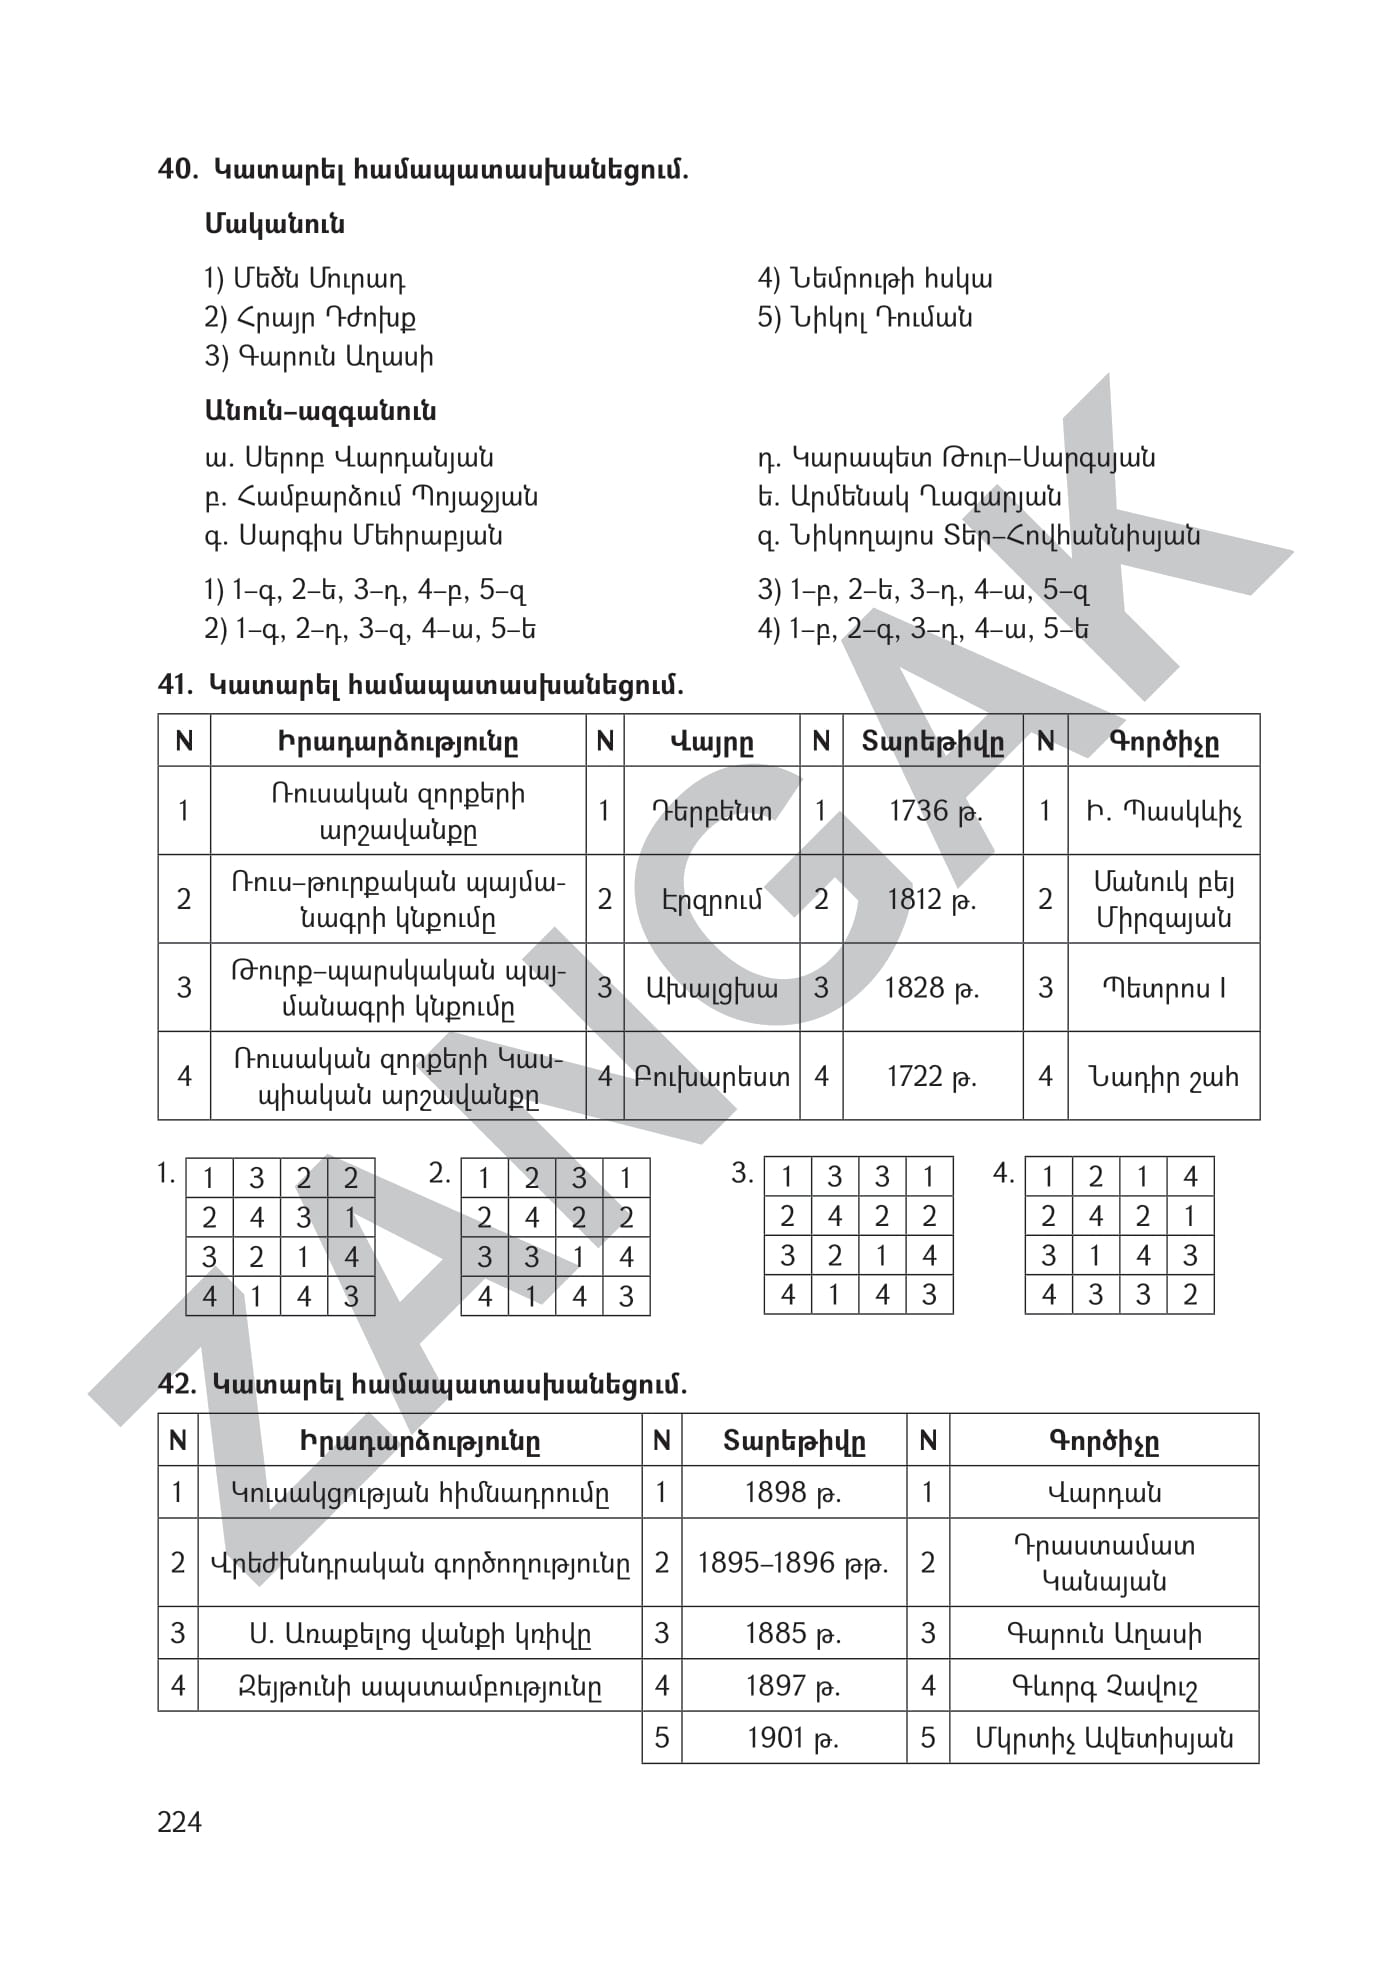 40. Կատարել համապատասխանեցում.
Մականուն
1) Մեծն Մուրադ
2) Հրայր Դժոխք
3) Գարուն Աղասի
4) Նեմրութի հսկա
5) Նիկոլ Դուման
Անուն–ազգանուն
ա. Սերոբ Վարդանյան
բ. Համբարձում Պոյաջյան
գ. Սարգիս Մեհրաբյան
դ. Կարապետ Թուր–Սարգսյան
ե. Արմենակ Ղազարյան
զ. Նիկողայոս Տեր–Հովհաննիսյան
1) 1–գ, 2–ե, 3–դ, 4–բ, 5–զ
2) 1–գ, 2–դ, 3–զ, 4–ա, 5–ե
3) 1–բ, 2–ե, 3–դ, 4–ա, 5–զ
4) 1–բ, 2–գ, 3–դ, 4–ա, 5–ե
41. Կատարել համապատասխանեցում.
N Իրադարձությունը N Վայրը N Տարեթիվը N Գործիչը
1 Ռուսական զորքերի
արշավանքը 1 Դերբենտ 1 1736 թ. 1 Ի. Պասկևիչ
2 Ռուս–թուրքական պայմա-
նագրի կնքումը 2 Էրզրում 2 1812 թ. 2 Մանուկ բեյ
Միրզայան
3 Թուրք–պարսկական պայ-
մանագրի կնքումը 3 Ախալցխա 3 1828 թ. 3 Պետրոս I
4 Ռուսական զորքերի Կաս-
պիական արշավանքը 4 Բուխարեստ 4 1722 թ. 4 Նադիր շահ
1.
1 3 2 2
2 4 3 1
3 2 1 4
4 1 4 3
2.
1 2 3 1
2 4 2 2
3 3 1 4
4 1 4 3
3.
1 3 3 1
2 4 2 2
3 2 1 4
4 1 4 3
4.
1 2 1 4
2 4 2 1
3 1 4 3
4 3 3 2
42. Կատարել համապատասխանեցում.
N Իրադարձությունը N Տարեթիվը N Գործիչը
1 Կուսակցության հիմնադրումը 1 1898 թ. 1 Վարդան
2 Վրեժխնդրական գործողությունը 2 1895–1896 թթ. 2 Դրաստամատ
Կանայան
3 Ս. Առաքելոց վանքի կռիվը 3 1885 թ. 3 Գարուն Աղասի
4 Զեյթունի ապստամբությունը 4 1897 թ. 4 Գևորգ Չավուշ
5 1901 թ. 5 Մկրտիչ Ավետիսյան
224
ZANGAK